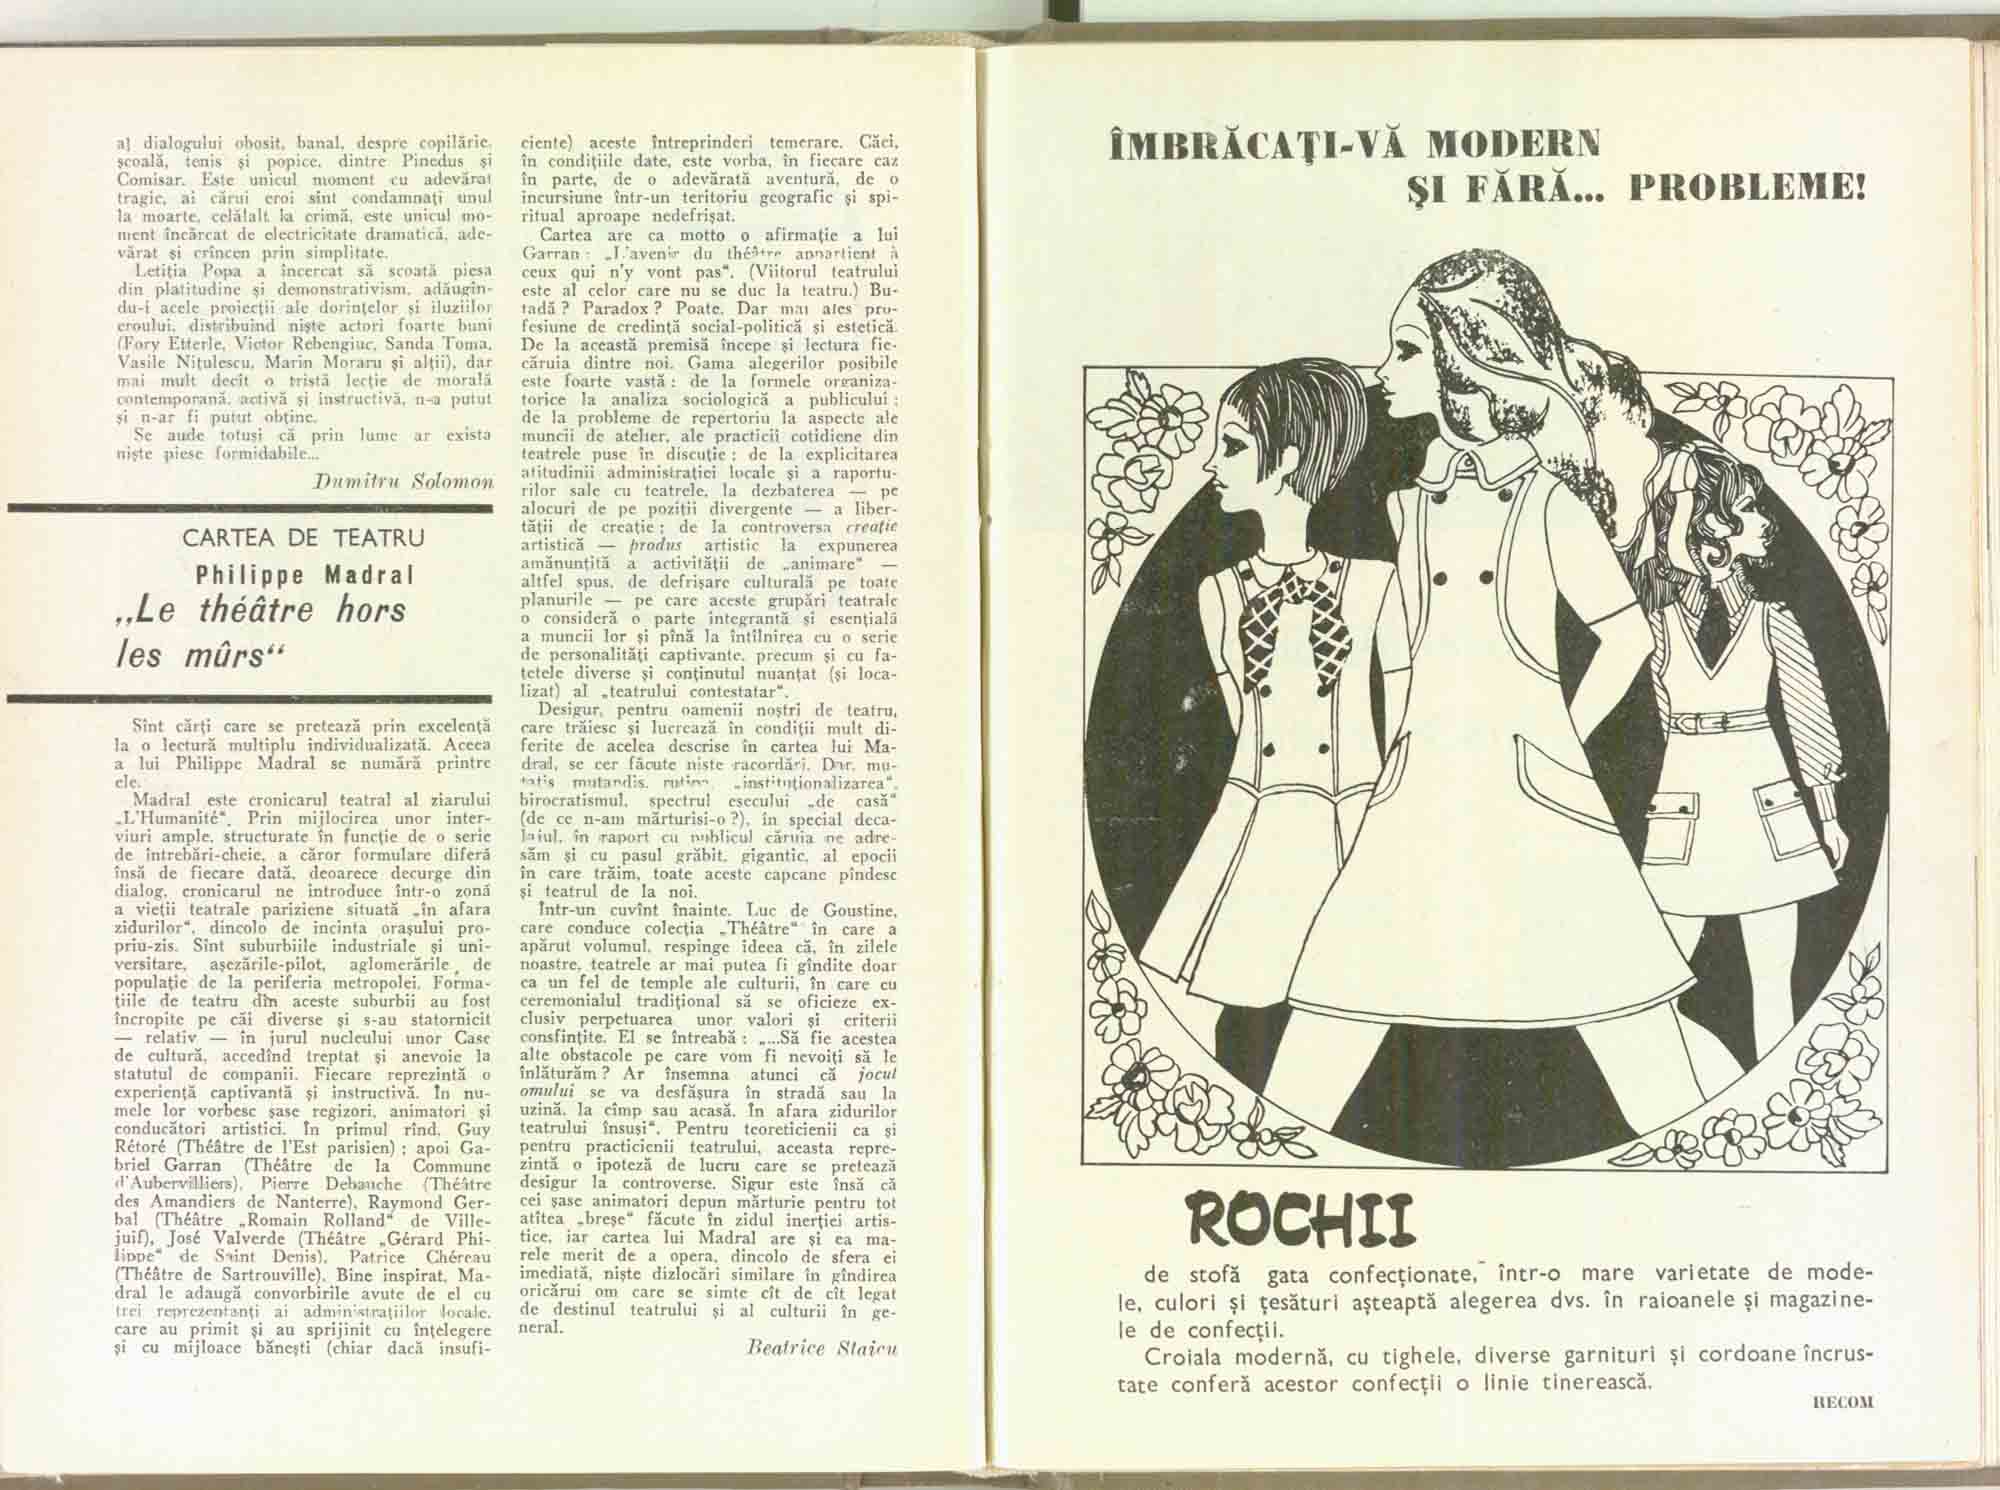 a] dialogului obosit, banal, despre copilărie,
școală, tenis și popice, dintre Pinedus și
Comisar. Este unicul moment cu adevărat
tragic, ai cărui eroi sînt condamnați unul
la moarte, celălalt la crimă, este unicul mo-
ment încărcat de electricitate dramatică, ade-
vărat și crîncen prin simplitate.
Letiția Popa a încercat să scoată piesa
din platitudine și demonstrativism, adăugîn-
du-i acele proiecții ale dorințelor și iluziilor
eroului, distribuind niște actori foarte buni
(Fory Etterle, Victor Rebengiuc, Sanda Toma,
Vasile Nițulescu, Marin Moraru și alții), dar
mai mult decît o tristă lecție de morală
contemporană, activă și instructivă, n-a putut
și n-ar fi putut obține.
Se aude totuși că prin lume ar exista
niște piese formidabile...
Dumitru Solomon
CARTEA DE TEATRU
Philippe Madral
„Le théâtre hors
les mûrs“
Sînt cărți care se pretează prin excelență
la o lectură multiplu individualizată. Aceea
a lui Philippe Madral se numără printre
ele.
Madral este cronicarul teatral al ziarului
„L'Humanité“. Prin mijlocirea unor inter-
viuri ample, structurate în funcție de o serie
de întrebări-cheie, a căror formulare diferă
însă de fiecare dată, deoarece decurge din
dialog, cronicarul ne introduce într-o zonă
a vieții teatrale pariziene situată „în afara
zidurilor“, dincolo de incinta orașului pro-
priu-zis. Sînt suburbiile industriale și uni-
versitare, așezările-pilot, aglomerările de
populație de la periferia metropolei. Forma-
țiile de teatru din aceste suburbii au fost
încropite pe căi diverse și s-au statornicit
— relativ — în jurul nucleului unor Case
de cultură, accedînd treptat și anevoie la
statutul de companii. Fiecare reprezintă o
experiență captivantă și instructivă. În nu-
mele lor vorbesc șase regizori, animatori și
conducători artistici. În primul rînd, Guy
Rétoré (Théâtre de l'Est parisien) ; apoi Ga-
briel Garran (Théâtre de la Commune
d'Aubervilliers), Pierre Debauche (Théâtre
des Amandiers de Nanterre), Raymond Ger-
bal (Théâtre „Romain Rolland“ de Ville-
juif), José Valverde (Théâtre „Gérard Phi-
lippe“ de Saint Denis), Patrice Chéreau
(Théâtre de Sartrouville). Bine inspirat, Ma-
dral le adaugă convorbirile avute de el cu
trei reprezentanți ai administrațiilor locale,
care au primit și au sprijinit cu înțelegere
și cu mijloace bănești (chiar dacă insufi-
ciente) aceste întreprinderi temerare. Căci,
în condițiile date, este vorba, în fiecare caz
în parte, de o adevărată aventură, de o
incursiune într-un teritoriu geografic și spi-
ritual aproape nedefrișat.
Cartea are ca motto o afirmație a lui
Garran : „L'avenir du théâtre appartient à
ceux qui n'y vont pas“. (Viitorul teatrului
este al celor care nu se duc la teatru.) Bu-
tadă ? Paradox ? Poate. Dar mai ales pro-
fesiune de credință social-politică și estetică.
De la această premisă începe și lectura fie-
căruia dintre noi. Gama alegerilor posibile
este foarte vastă : de la formele organiza-
torice la analiza sociologică a publicului ;
de la probleme de repertoriu la aspecte ale
muncii de atelier, ale practicii cotidiene din
teatrele puse în discuție ; de la explicitarea
atitudinii administrației locale și a raportu-
rilor sale cu teatrele, la dezbaterea — pe
alocuri de pe poziții divergente — a liber-
tății de creație ; de la controversa creație
artistică — produs artistic la expunerea
amănunțită a activității de „animare“ —
altfel spus, de defrișare culturală pe toate
planurile — pe care aceste grupări teatrale
o consideră o parte integrantă și esențială
a muncii lor și pînă la întîlnirea cu o serie
de personalități captivante, precum și cu fa-
țetele diverse și conținutul nuanțat (și loca-
lizat) al „teatrului contestatar“.
Desigur, pentru oamenii noștri de teatru,
care trăiesc și lucrează în condiții mult di-
ferite de acelea descrise în cartea lui Ma-
dral, se cer făcute niște racordări. Dar, mu-
tatis mutandis, rutina, „instituționalizarea“,
birocratismul, spectrul eșecului „de casă“
(de ce n-am mărturisi-o ?), în special deca-
lajul, în raport cu publicul căruia ne adre-
săm și cu pasul grăbit, gigantic, al epocii
în care trăim, toate aceste capcane pîndesc
și teatrul de la noi.
Într-un cuvînt înainte, Luc de Goustine,
care conduce colecția „Théâtre“ în care a
apărut volumul, respinge ideea că, în zilele
noastre, teatrele ar mai putea fi gîndite doar
ca un fel de temple ale culturii, în care cu
ceremonialul tradițional să se oficieze ex-
clusiv perpetuarea unor valori și criterii
consfințite. El se întreabă : „...Să fie acestea
alte obstacole pe care vom fi nevoiți să le
înlăturăm ? Ar însemna atunci că jocul
omului se va desfășura în stradă sau la
uzină, la cîmp sau acasă. În afara zidurilor
teatrului însuși“. Pentru teoreticienii ca și
pentru practicienii teatrului, aceasta repre-
zintă o ipoteză de lucru care se pretează
desigur la controverse. Sigur este însă că
cei șase animatori depun mărturie pentru tot
atîtea „breșe“ făcute în zidul inerției artis-
tice, iar cartea lui Madral are și ea ma-
rele merit de a opera, dincolo de sfera ei
imediată, niște dizlocări similare în gîndirea
oricărui om care se simte cît de cît legat
de destinul teatrului și al culturii în ge-
neral.
Beatrice Staicu
ÎMBRĂCAȚI-VĂ MODERN
ȘI FĂRĂ... PROBLEME!
ROCHII
de stofă gata confecționate, într-o mare varietate de mode-
le, culori și țesături așteaptă alegerea dvs. în raioanele și magazine-
le de confecții.
Croiala modernă, cu tighele, diverse garnituri și cordoane încrus-
tate conferă acestor confecții o linie tinerească.
RECOM